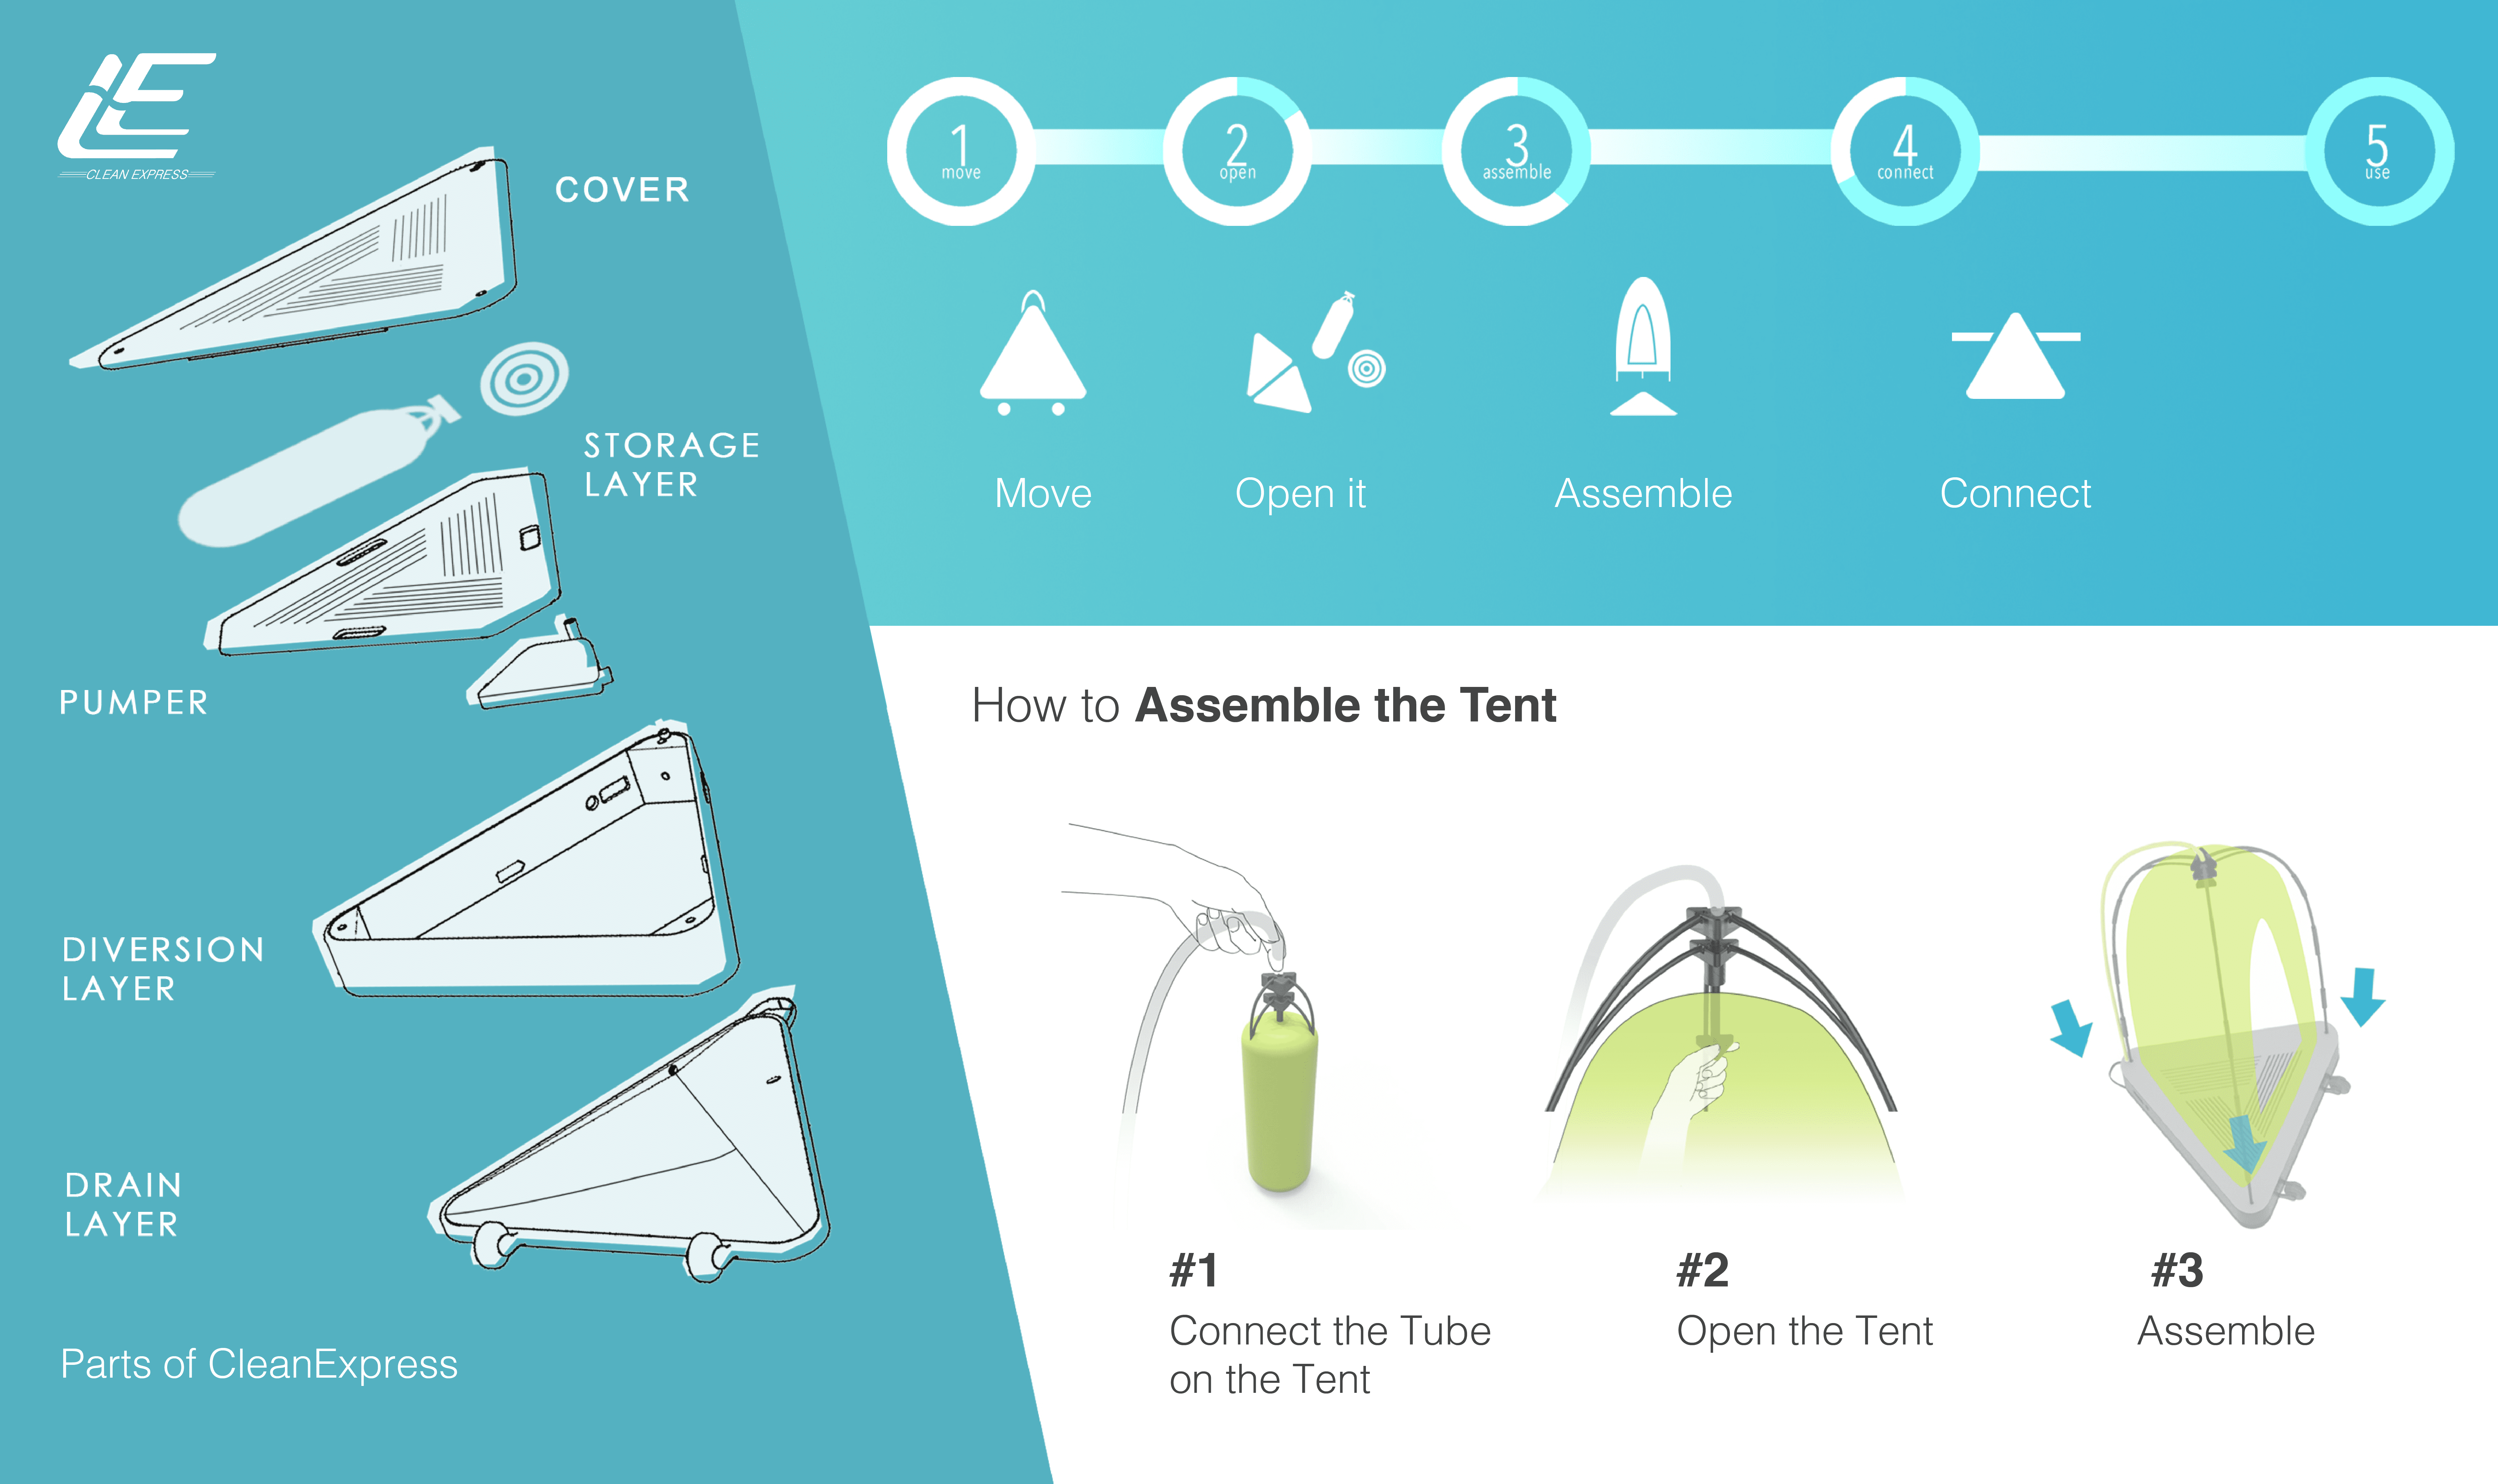 CLEAN EXPRESS
COVER
STORAGE
LAYER
PUMPER
DIVERSION
LAYER
DRAIN
LAYER
Parts of CleanExpress
1
move
2
open
3
assemble
4
connect
5
use
Move
Open it
Assemble
Connect
How to Assemble the Tent
#1
Connect the Tube
on the Tent
#2
Open the Tent
#3
Assemble